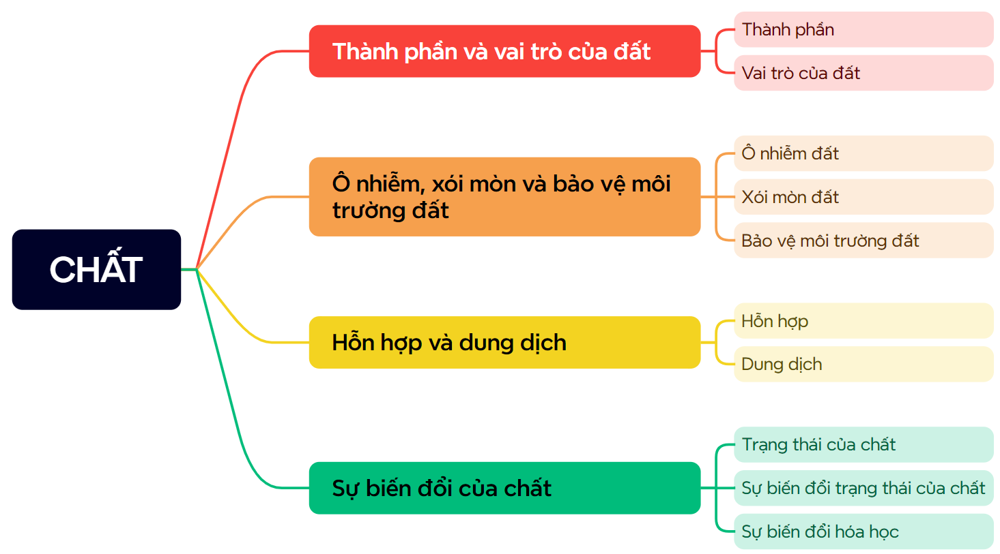 CHẤT
Thành phần và vai trò của đất
Thành phần
Vai trò của đất
Ô nhiễm, xói mòn và bảo vệ môi
trường đất
Ô nhiễm đất
Xói mòn đất
Bảo vệ môi trường đất
Hỗn hợp và dung dịch
Hỗn hợp
Dung dịch
Sự biến đổi của chất
Trạng thái của chất
Sự biến đổi trạng thái của chất
Sự biến đổi hóa học